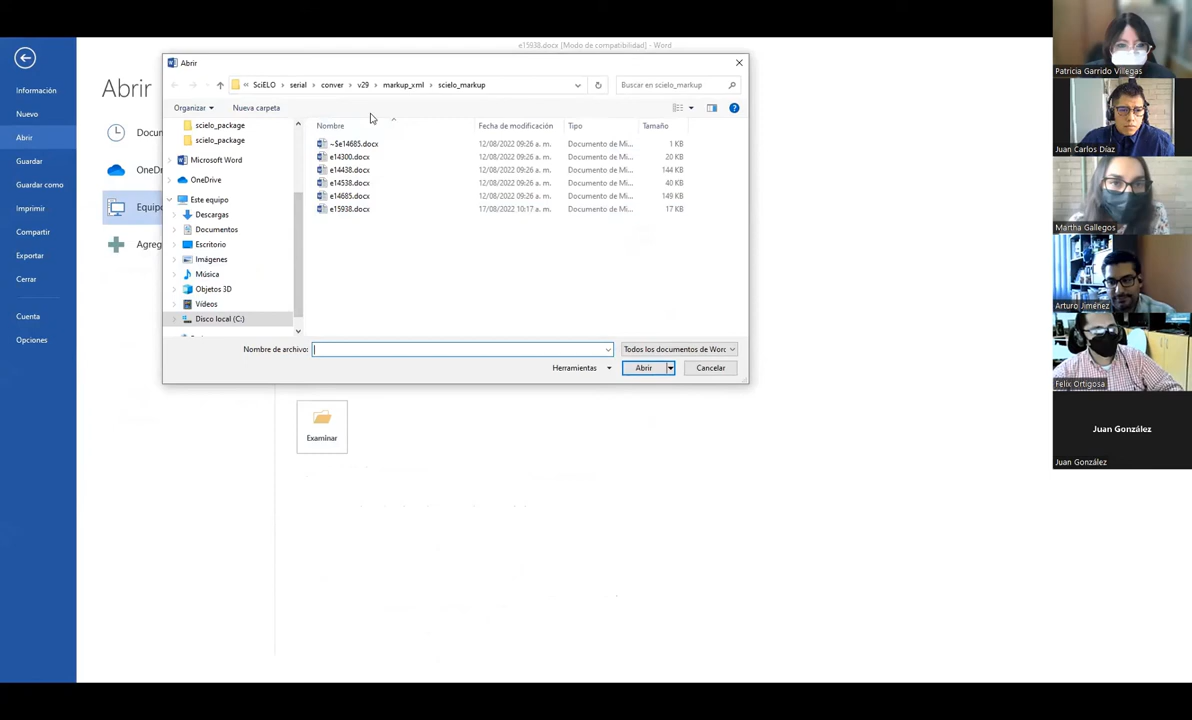 e15938.docx [Modo de compatibilidad] - Word
Abrir
« SciELO > serial > conver > v29 > markup_xml > scielo_markup
Buscar en scielo_markup
Organizar
Nueva carpeta
Información
Nuevo
Abrir
Guardar
Guardar como
Imprimir
Compartir
Exportar
Cerrar
Cuenta
Opciones
Abrir
Docu
OneD
Equip
Agreg
scielo_package
scielo_package
Microsoft Word
OneDrive
Este equipo
Descargas
Documentos
Escritorio
Imágenes
Música
Objetos 3D
Vídeos
Disco local (C:)
Nombre Fecha de modificación Tipo Tamaño
~$e14685.docx 12/08/2022 09:26 a. m. Documento de Mi... 1 KB
e14300.docx 12/08/2022 09:26 a. m. Documento de Mi... 20 KB
e14438.docx 12/08/2022 09:26 a. m. Documento de Mi... 144 KB
e14538.docx 12/08/2022 09:26 a. m. Documento de Mi... 40 KB
e14685.docx 12/08/2022 09:26 a. m. Documento de Mi... 149 KB
e15938.docx 17/08/2022 10:17 a. m. Documento de Mi... 17 KB
Nombre de archivo:
Todos los documentos de Word
Herramientas
Abrir
Cancelar
Examinar
Patricia Garrido Villegas
Juan Carlos Díaz
Martha Gallegos
Arturo Jiménez
Felix Ortigosa
Juan González
Juan González